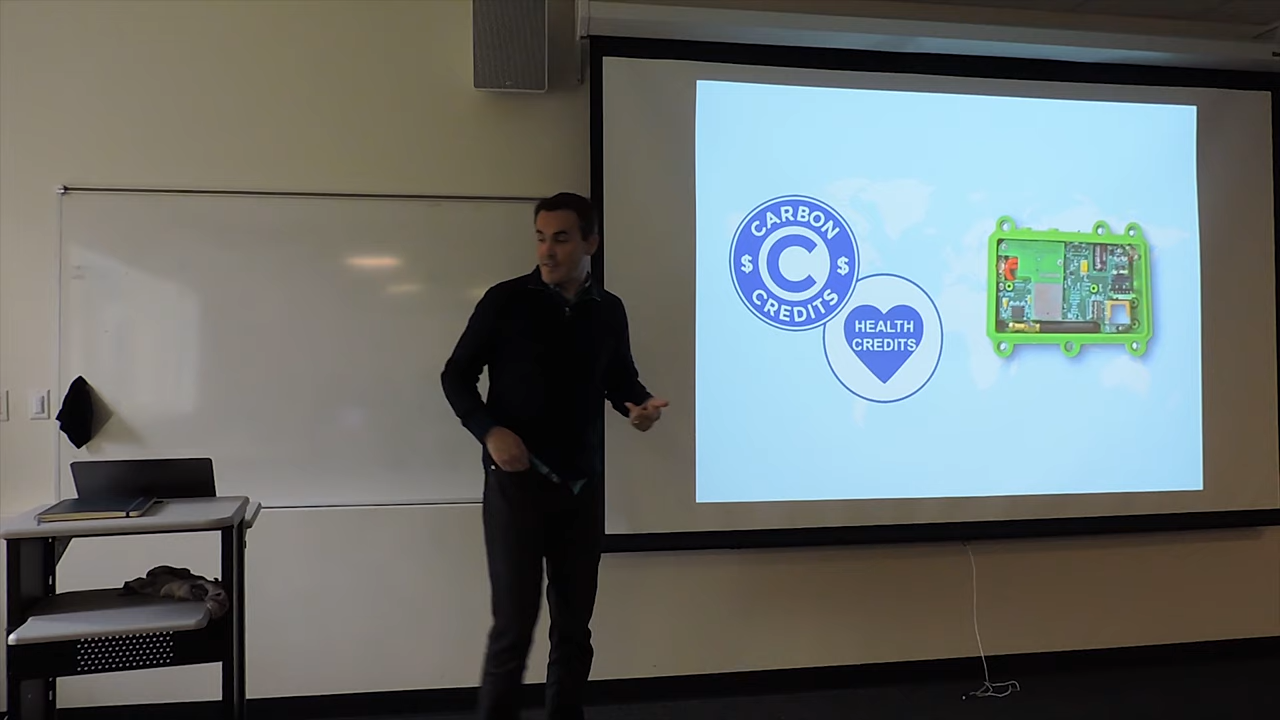 CARBON
$ C $
CREDITS
HEALTH
CREDITS